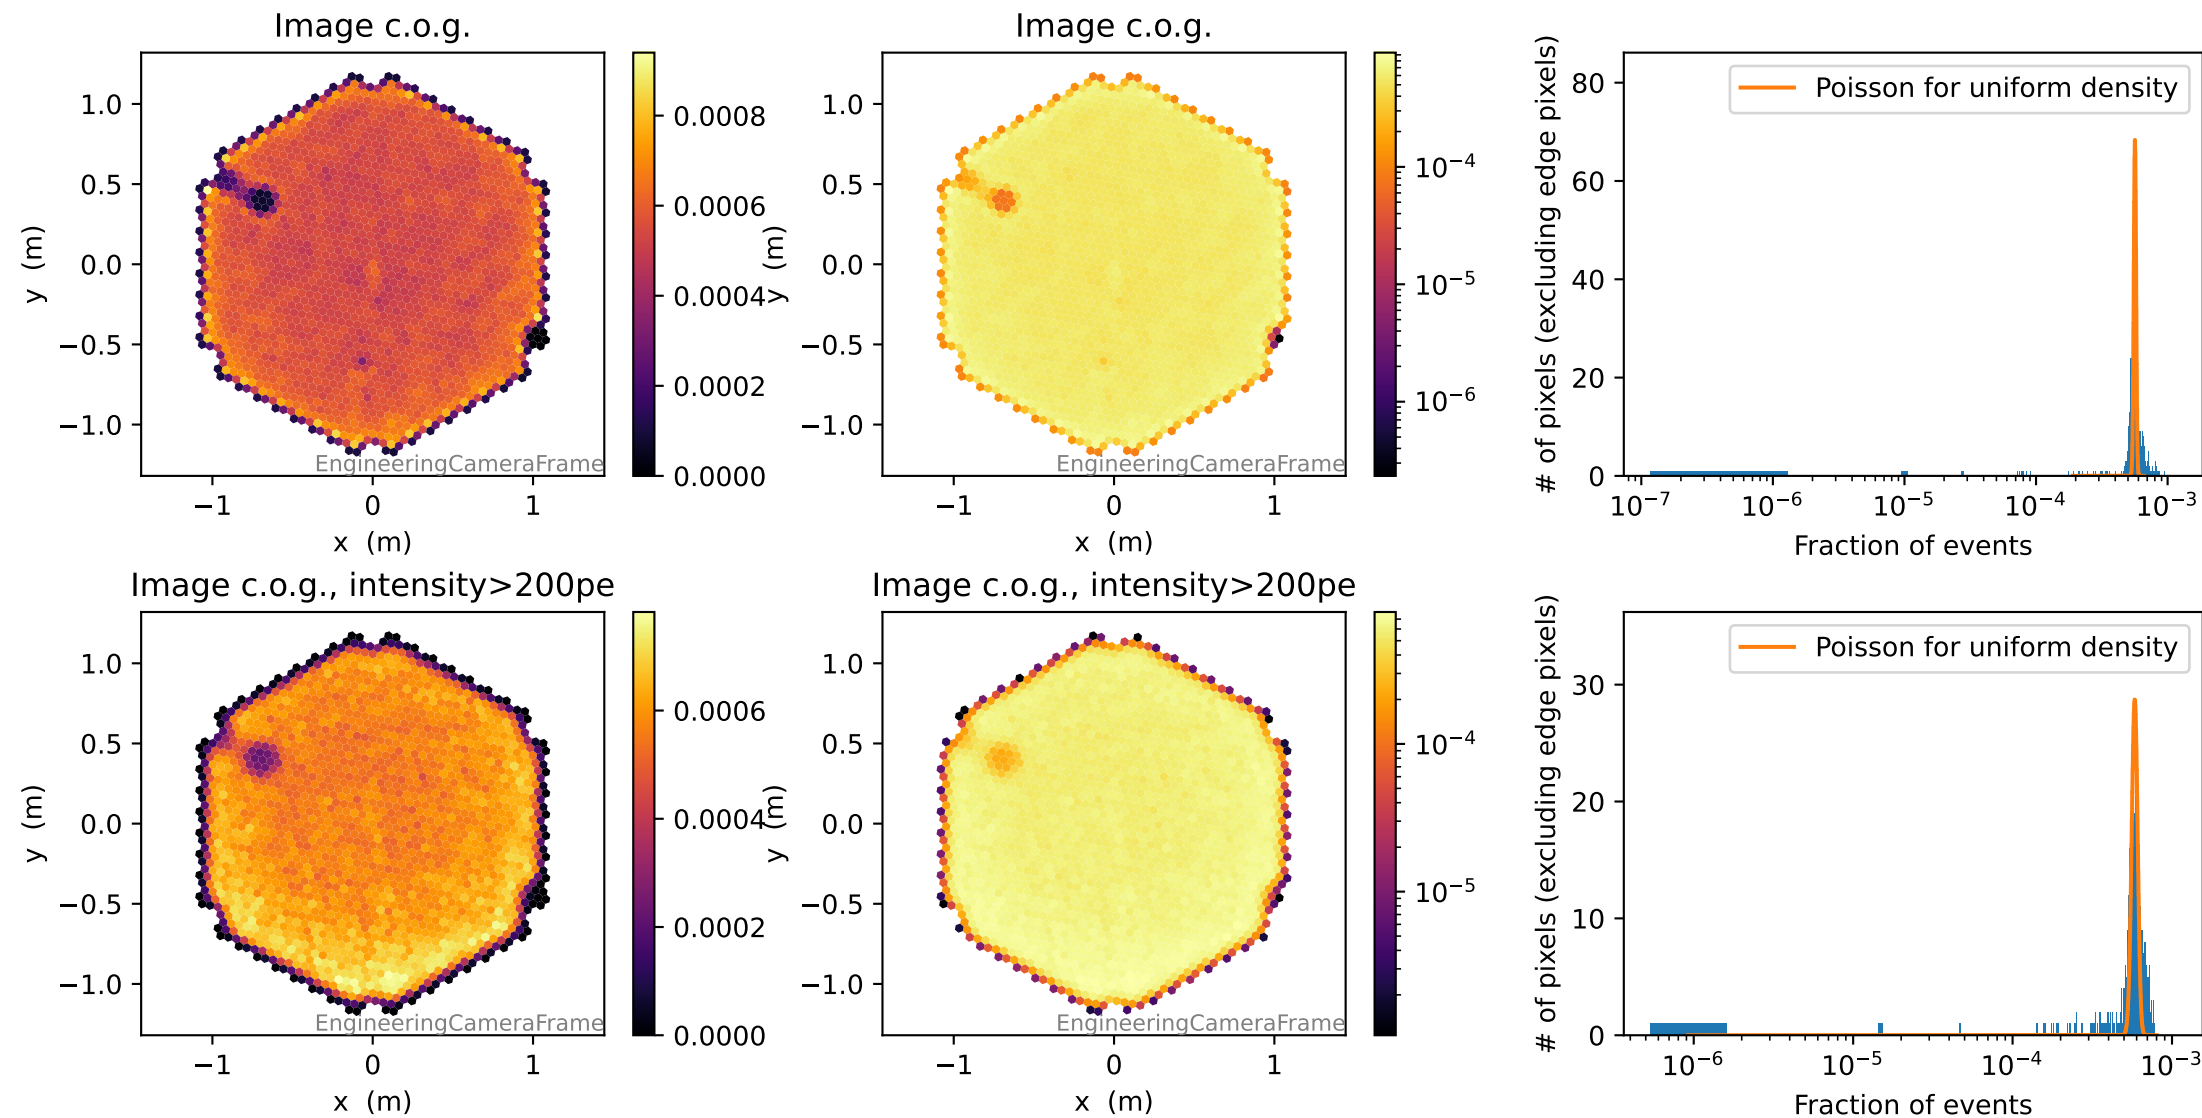 Image c.o.g.
1.0
0.5
0.0
−0.5
−1.0
y (m)
−1
0
1
x (m)
EngineeringCameraFrame
0.0008
0.0006
0.0004
0.0002
0.0000
Image c.o.g.
1.0
0.5
0.0
−0.5
−1.0
y (m)
−1
0
1
x (m)
EngineeringCameraFrame
10⁻⁴
10⁻⁵
10⁻⁶
# of pixels (excluding edge pixels)
80
60
40
20
0
Poisson for uniform density
10⁻⁷
10⁻⁶
10⁻⁵
10⁻⁴
10⁻³
Fraction of events
Image c.o.g., intensity>200pe
1.0
0.5
0.0
−0.5
−1.0
y (m)
−1
0
1
x (m)
EngineeringCameraFrame
0.0006
0.0004
0.0002
0.0000
Image c.o.g., intensity>200pe
1.0
0.5
0.0
−0.5
−1.0
y (m)
−1
0
1
x (m)
EngineeringCameraFrame
10⁻⁴
10⁻⁵
# of pixels (excluding edge pixels)
30
20
10
0
Poisson for uniform density
10⁻⁶
10⁻⁵
10⁻⁴
10⁻³
Fraction of events